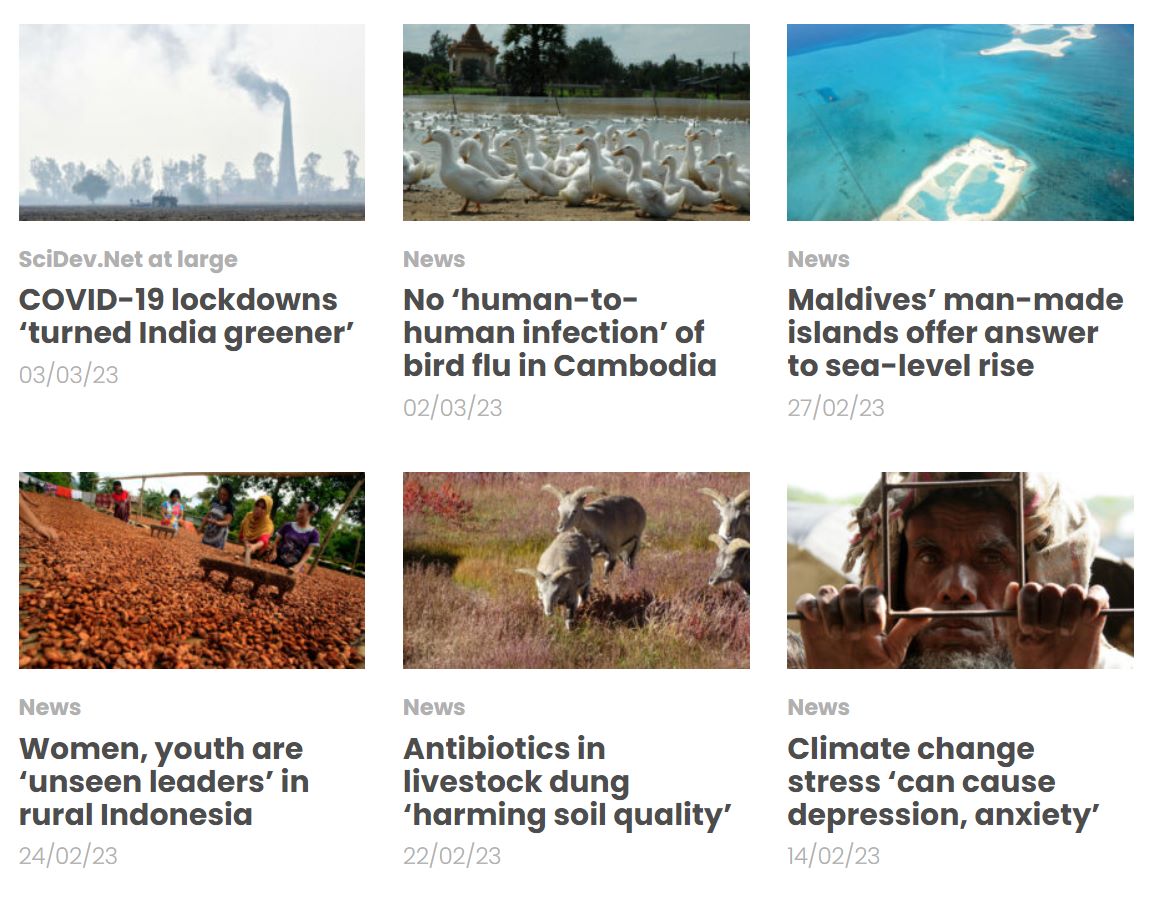 SciDev.Net at large
COVID-19 lockdowns
‘turned India greener’
03/03/23
News
No ‘human-to-
human infection’ of
bird flu in Cambodia
02/03/23
News
Maldives’ man-made
islands offer answer
to sea-level rise
27/02/23
News
Women, youth are
‘unseen leaders’ in
rural Indonesia
24/02/23
News
Antibiotics in
livestock dung
‘harming soil quality’
22/02/23
News
Climate change
stress ‘can cause
depression, anxiety’
14/02/23